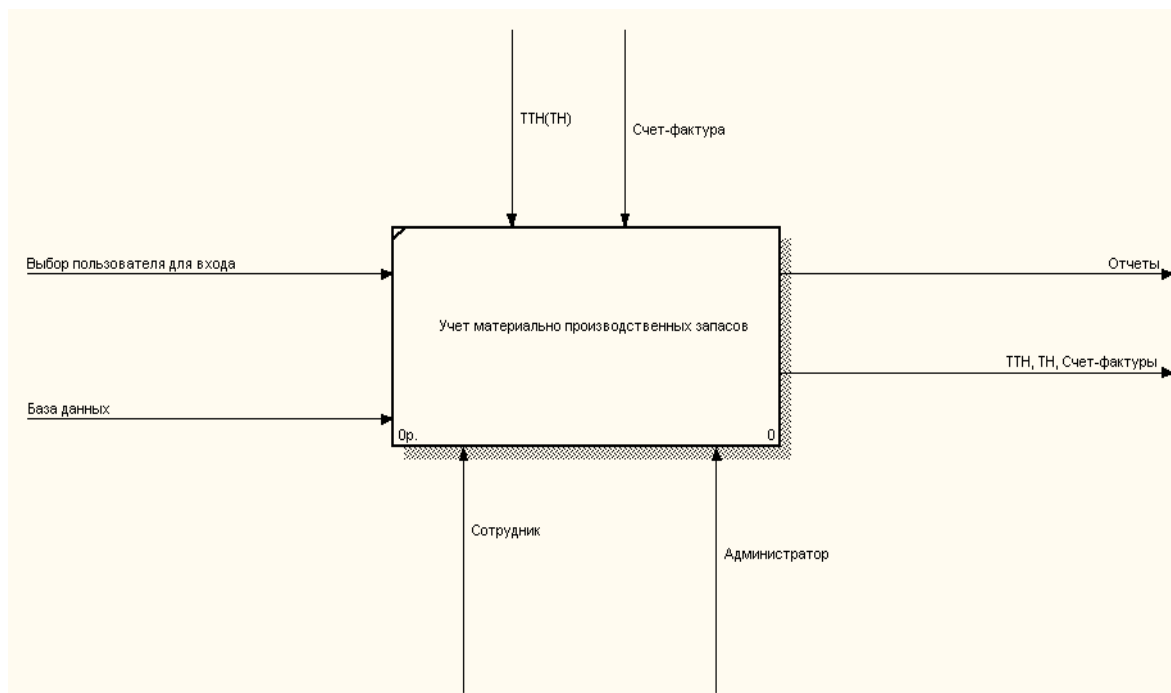 ТТН(ТН)
Счет-фактура
Выбор пользователя для входа
Отчеты
Учет материально производственных запасов
ТТН, ТН, Счет-фактуры
База данных
0р.
0
Сотрудник
Администратор